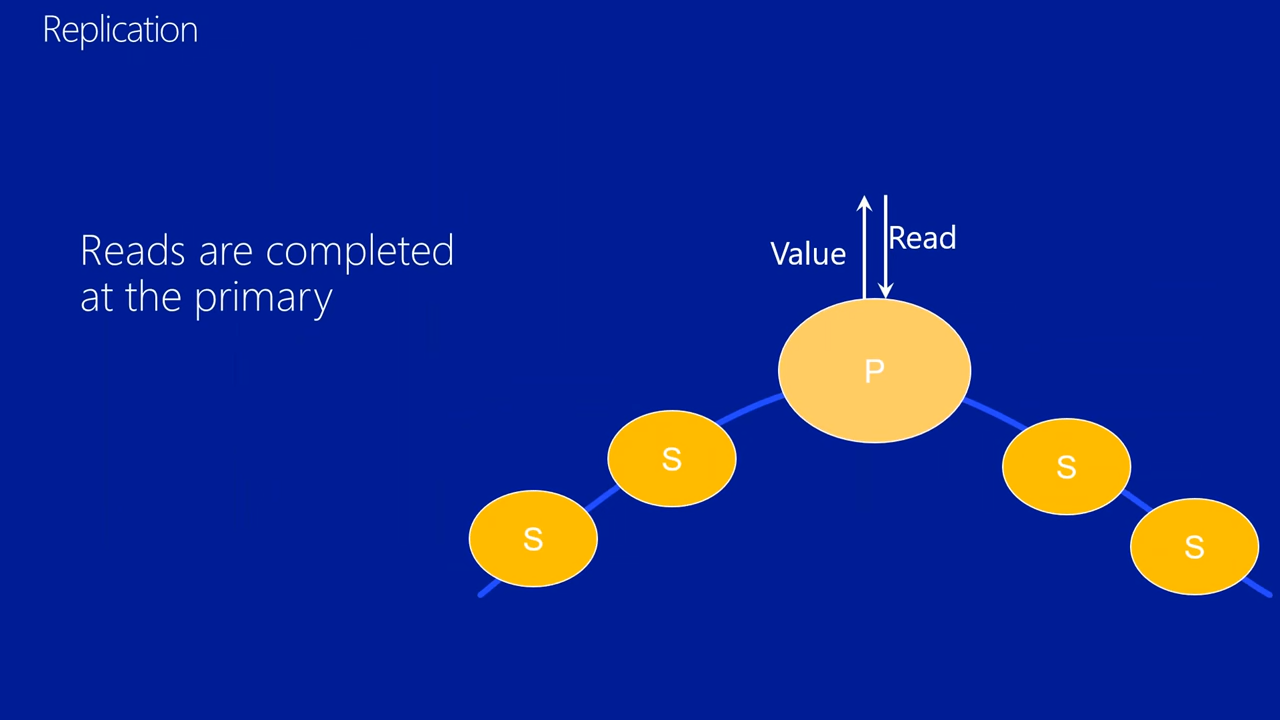 Replication
Reads are completed
at the primary
Value
Read
P
S
S
S
S